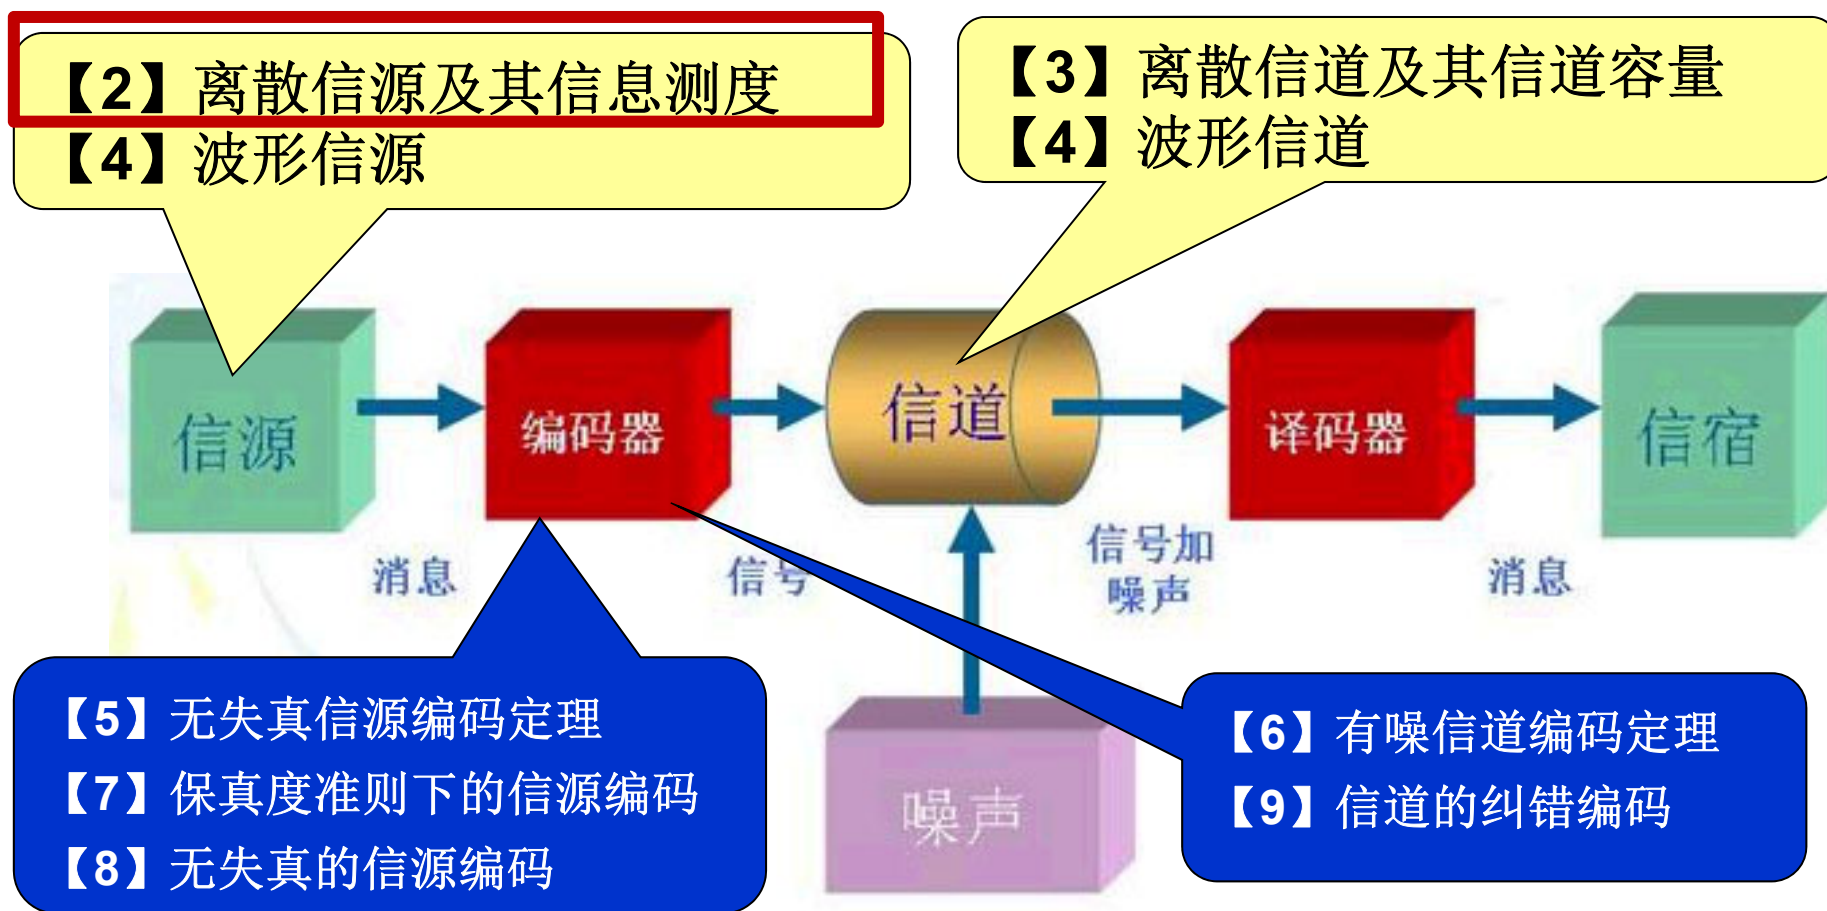 【2】离散信源及其信息测度
【4】波形信源
【3】离散信道及其信道容量
【4】波形信道
信源
编码器
信道
译码器
信宿
消息
信号
信号加
噪声
消息
噪声
【5】无失真信源编码定理
【7】保真度准则下的信源编码
【8】无失真的信源编码
【6】有噪信道编码定理
【9】信道的纠错编码